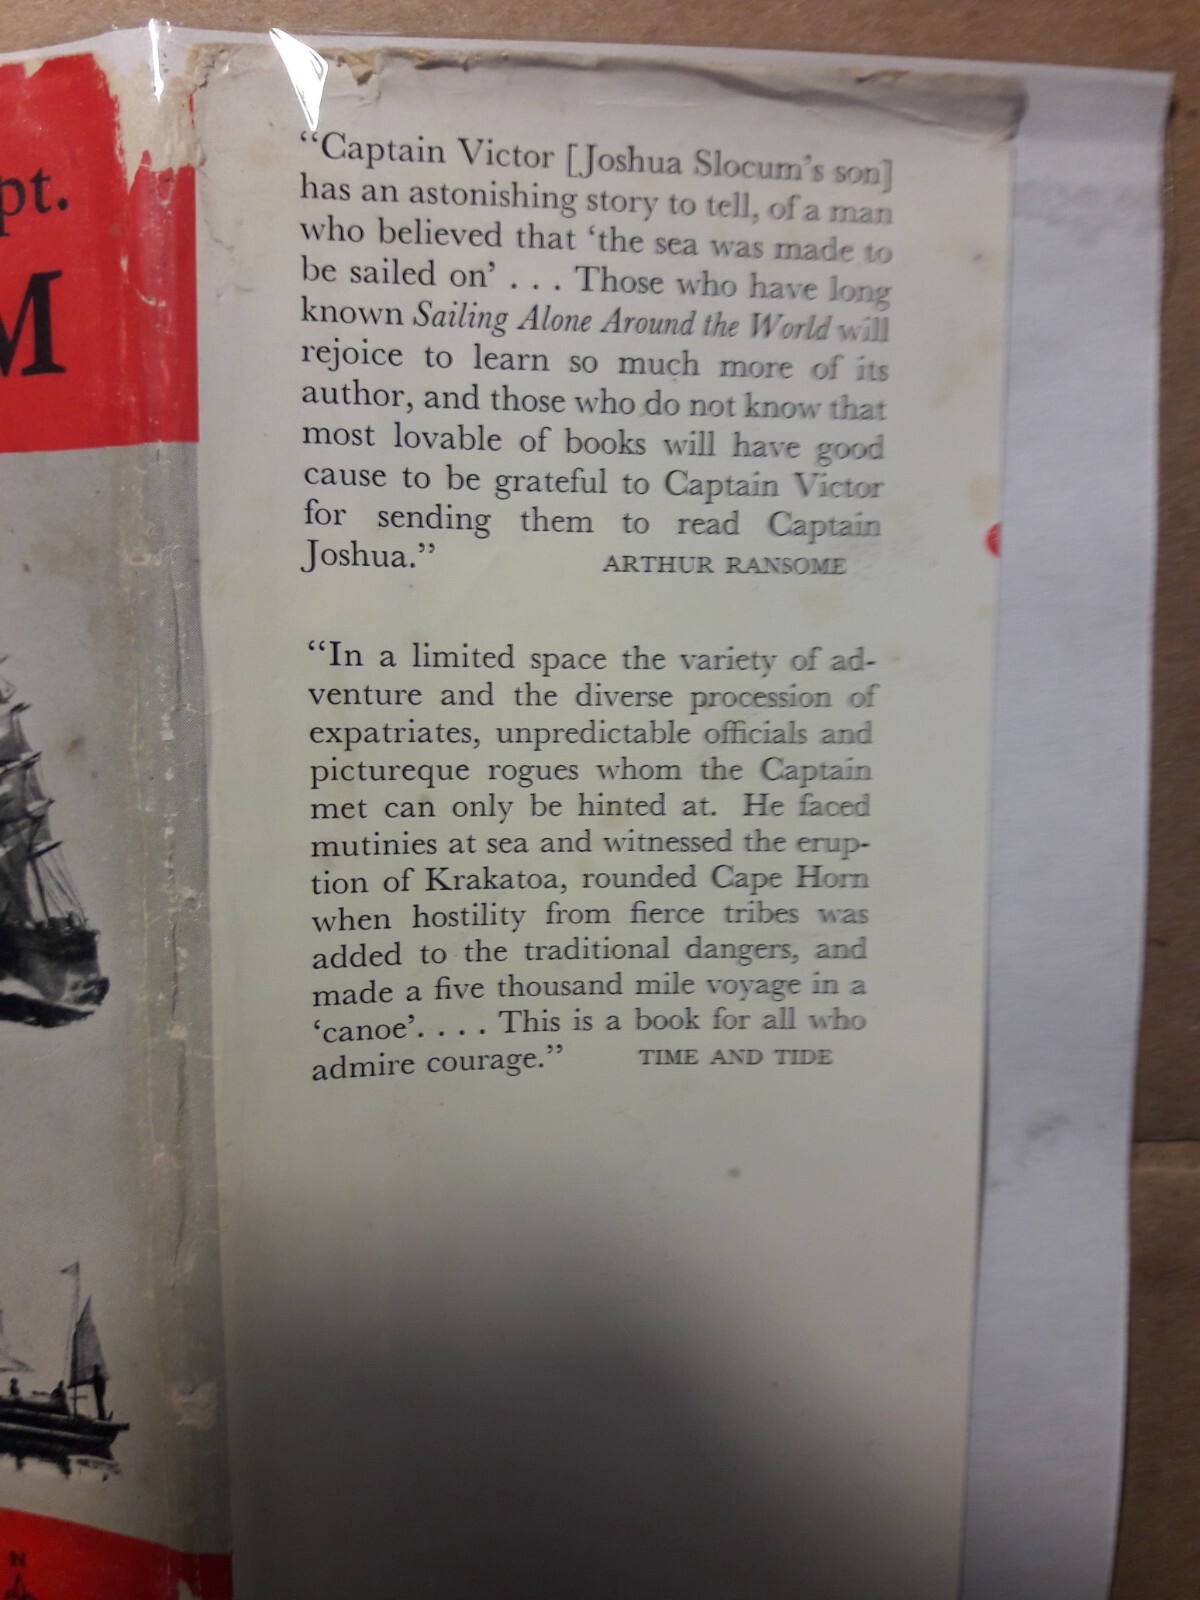 pt.
M
“Captain Victor [Joshua Slocum’s son]
has an astonishing story to tell, of a man
who believed that ‘the sea was made to
be sailed on’ . . . Those who have long
known Sailing Alone Around the World will
rejoice to learn so much more of its
author, and those who do not know that
most lovable of books will have good
cause to be grateful to Captain Victor
for sending them to read Captain
Joshua.” ARTHUR RANSOME
“In a limited space the variety of ad-
venture and the diverse procession of
expatriates, unpredictable officials and
pictureque rogues whom the Captain
met can only be hinted at. He faced
mutinies at sea and witnessed the erup-
tion of Krakatoa, rounded Cape Horn
when hostility from fierce tribes was
added to the traditional dangers, and
made a five thousand mile voyage in a
‘canoe’. . . . This is a book for all who
admire courage.” TIME AND TIDE
N